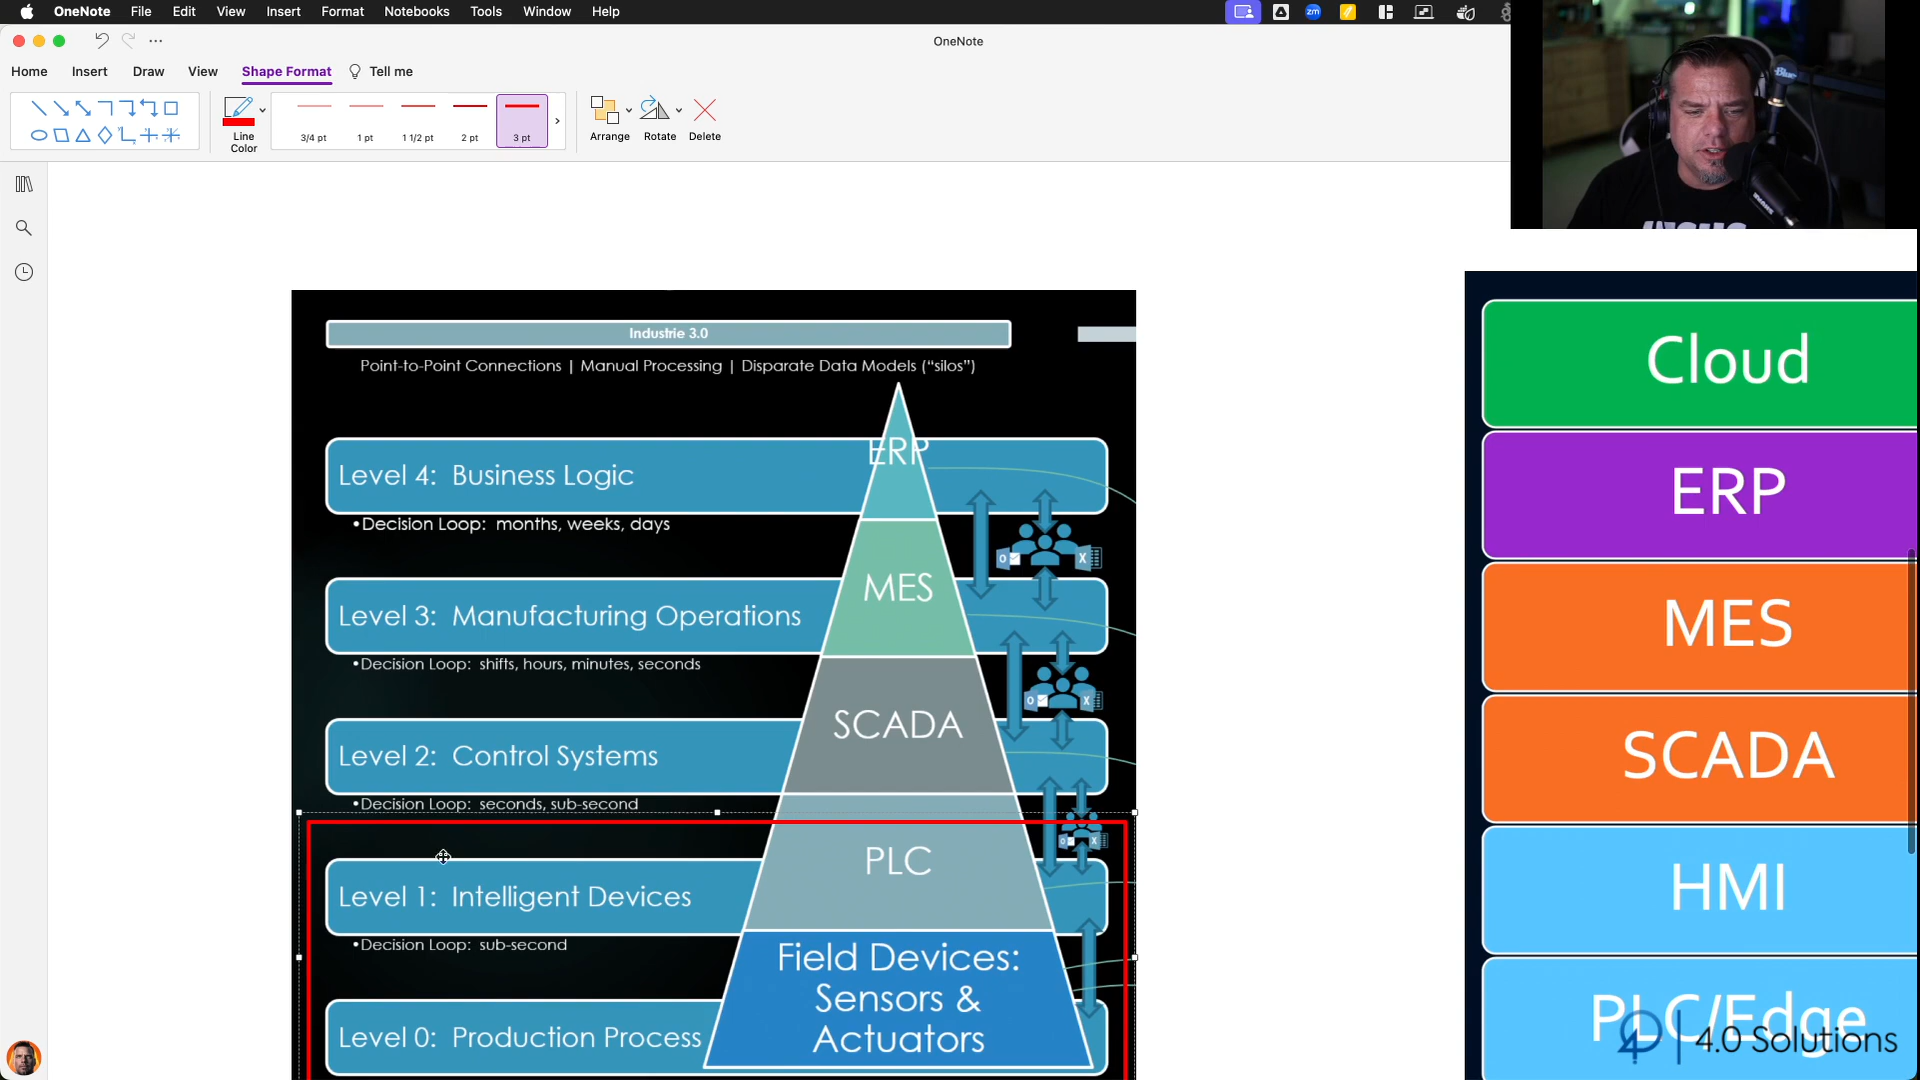 OneNote File Edit View Insert Format Notebooks Tools Window Help
zm
OneNote
Home Insert Draw View Shape Format Tell me
3/4 pt 1 pt 1 1/2 pt 2 pt 3 pt
Line Color
Arrange Rotate Delete
Industrie 3.0
Point-to-Point Connections | Manual Processing | Disparate Data Models (“silos”)
ERP
Level 4: Business Logic
•Decision Loop: months, weeks, days
MES
Level 3: Manufacturing Operations
•Decision Loop: shifts, hours, minutes, seconds
SCADA
Level 2: Control Systems
•Decision Loop: seconds, sub-second
PLC
Level 1: Intelligent Devices
•Decision Loop: sub-second
Field Devices:
Sensors &
Actuators
Level 0: Production Process
Cloud
ERP
MES
SCADA
HMI
PLC/Edge
4.0 Solutions